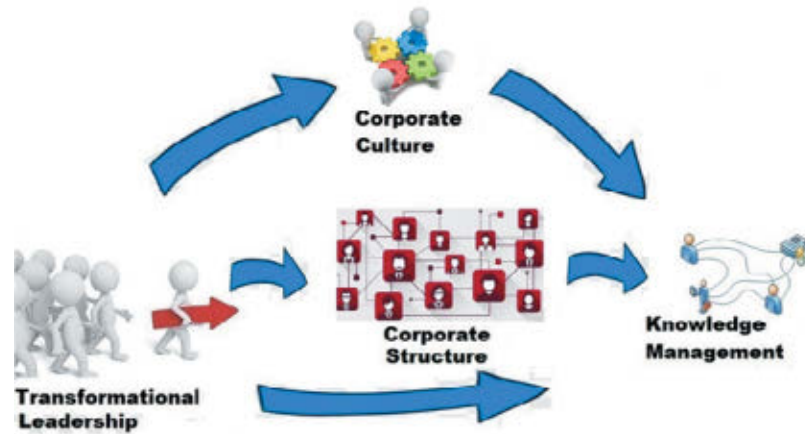 Corporate
Culture
Corporate
Structure
Knowledge
Management
Transformational
Leadership